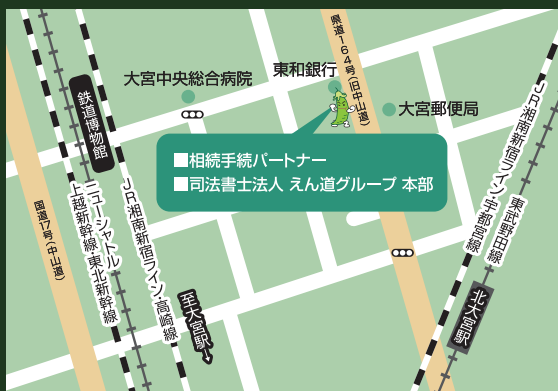 県道164号(旧中山道)
東和銀行
大宮中央総合病院
大宮郵便局
鉄道博物館
■相続手続パートナー
■司法書士法人 えん道グループ 本部
国道17号(中山道)
上越新幹線・東北新幹線
ニューシャトル
JR・湘南新宿ライン・高崎線
至大宮駅→
JR・湘南新宿ライン・宇都宮線
東武野田線
北大宮駅